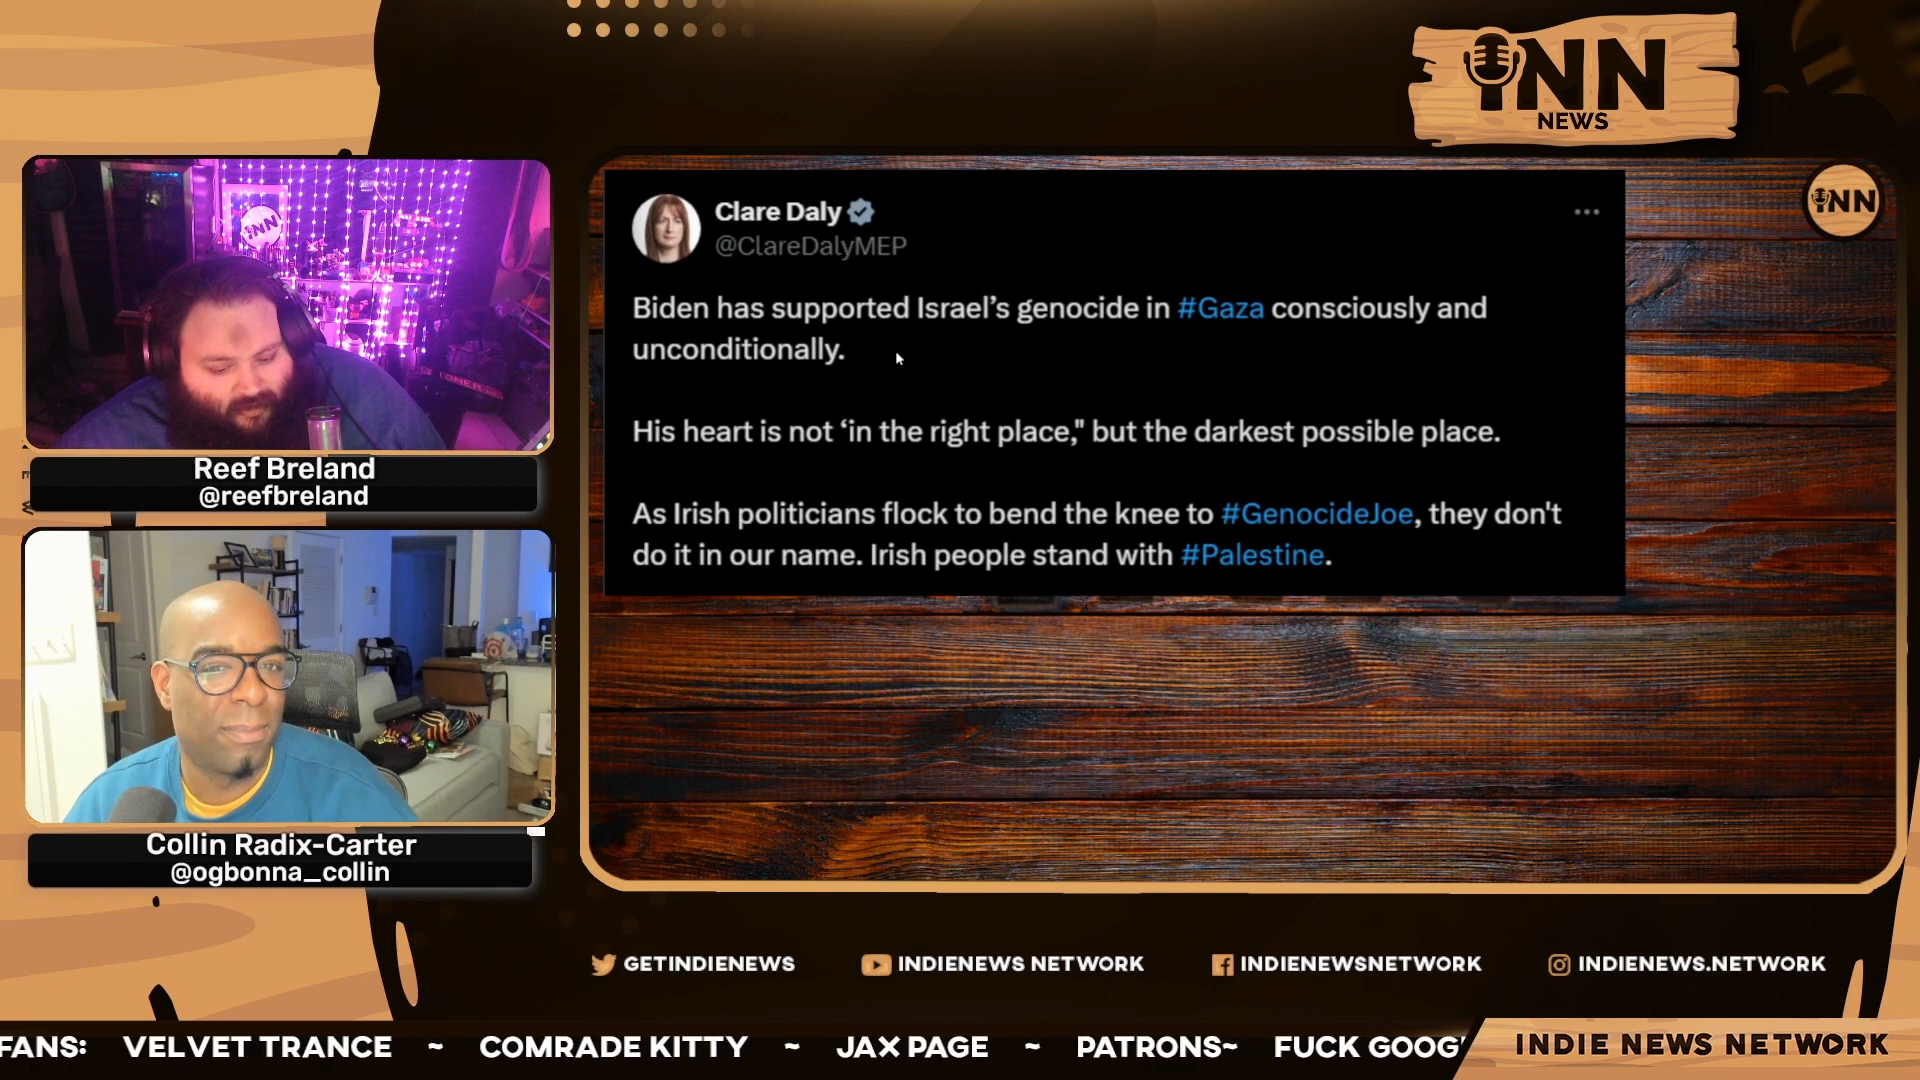 INN
NEWS
INN
Clare Daly
@ClareDalyMEP
Biden has supported Israel’s genocide in #Gaza consciously and
unconditionally.
His heart is not ‘in the right place," but the darkest possible place.
As Irish politicians flock to bend the knee to #GenocideJoe, they don't
do it in our name. Irish people stand with #Palestine.
INN
Reef Breland
@reefbreland
Collin Radix-Carter
@ogbonna_collin
GETINDIENEWS
INDIENEWS NETWORK
INDIENEWSNETWORK
INDIENEWS.NETWORK
FANS: VELVET TRANCE ~ COMRADE KITTY ~ JAX PAGE ~ PATRONS~ FUCK GOOG
INDIE NEWS NETWORK